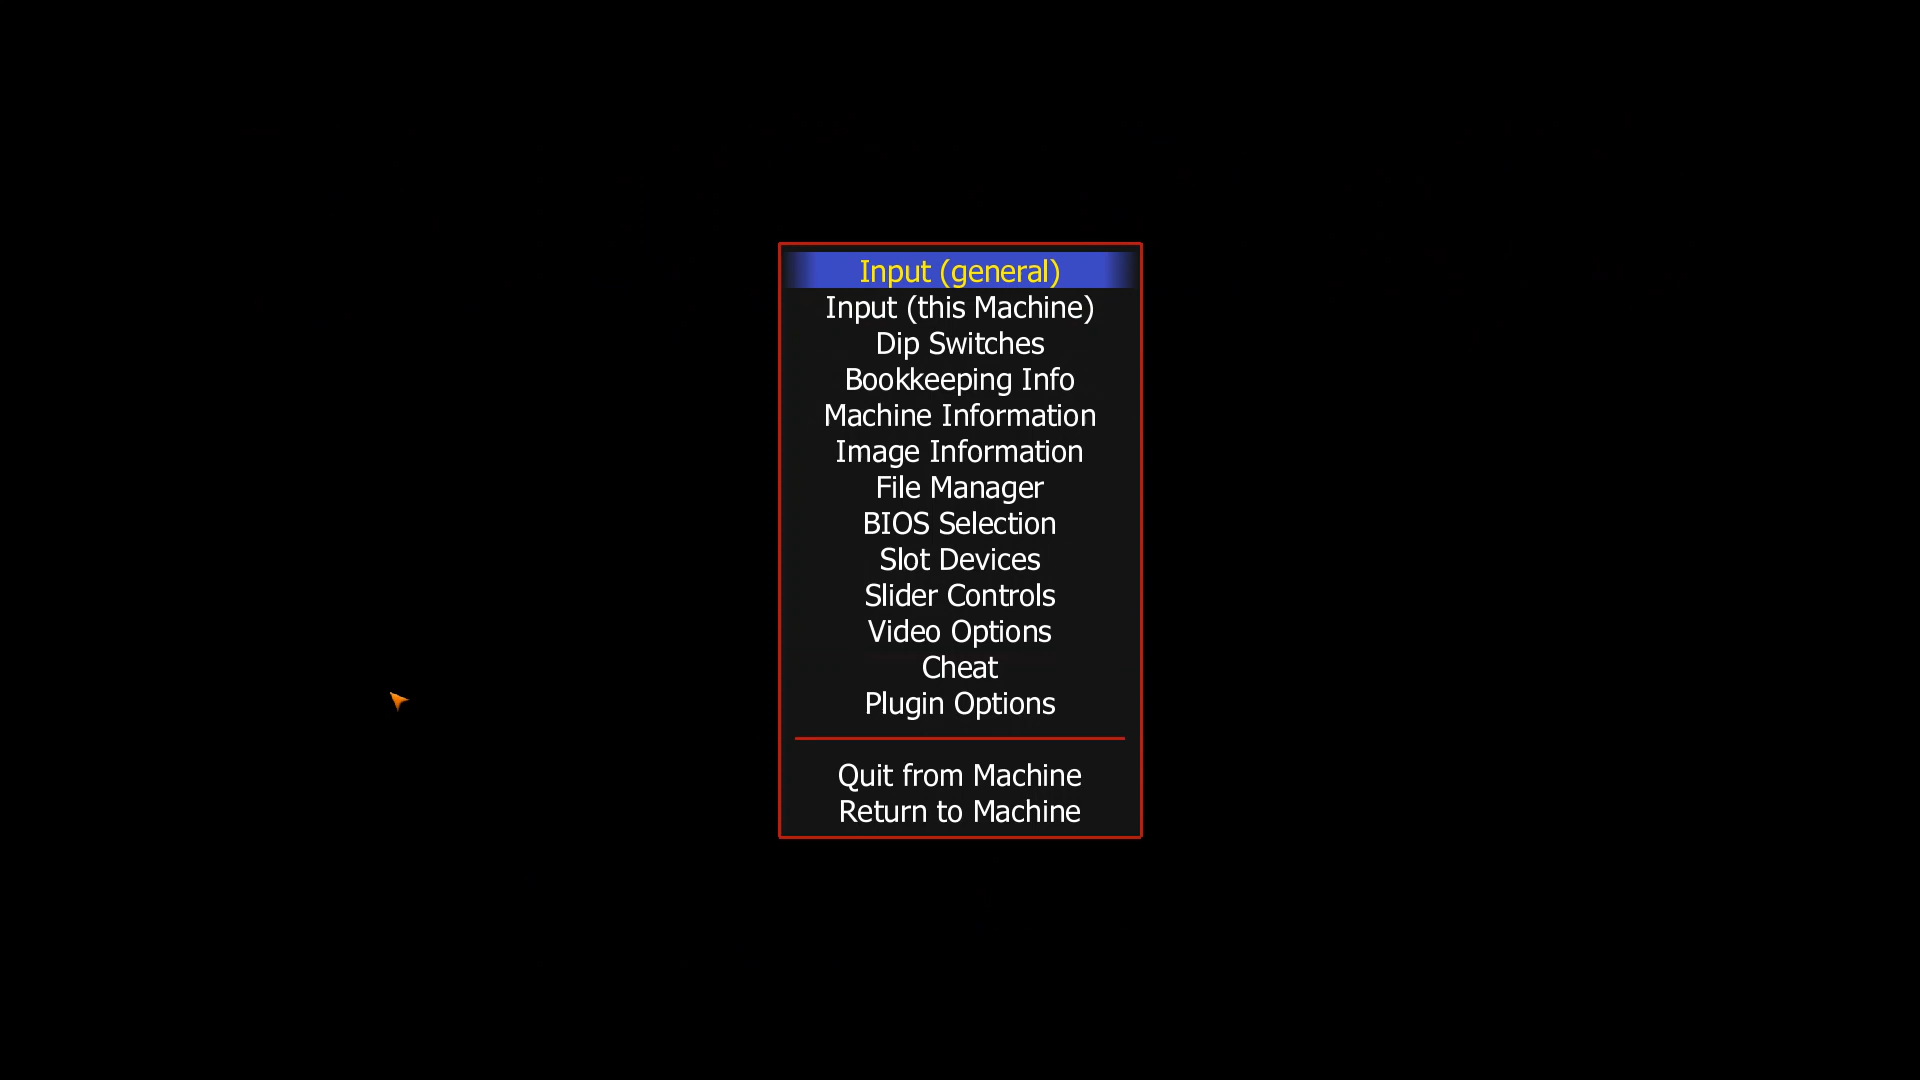 Input (general)
Input (this Machine)
Dip Switches
Bookkeeping Info
Machine Information
Image Information
File Manager
BIOS Selection
Slot Devices
Slider Controls
Video Options
Cheat
Plugin Options
Quit from Machine
Return to Machine